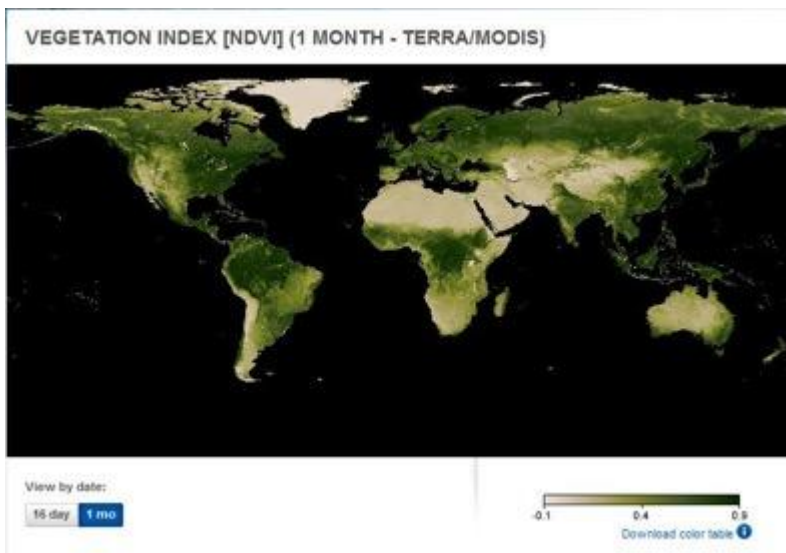 VEGETATION INDEX [NDVI] (1 MONTH - TERRA/MODIS)
View by date:
16 day 1 mo
-0.1 0.4 0.9
Download color table i